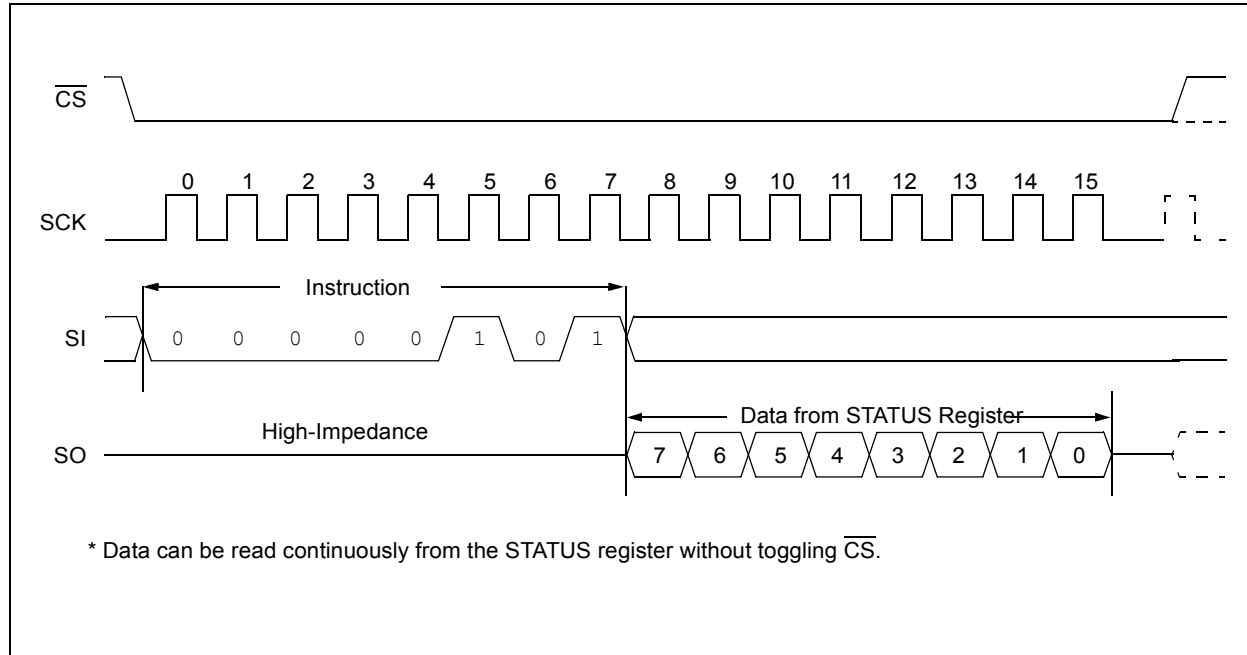 CS
0 1 2 3 4 5 6 7 8 9 10 11 12 13 14 15
SCK
Instruction
SI 0 0 0 0 0 1 0 1
Data from STATUS Register
High-Impedance
SO 7 6 5 4 3 2 1 0
* Data can be read continuously from the STATUS register without toggling CS.